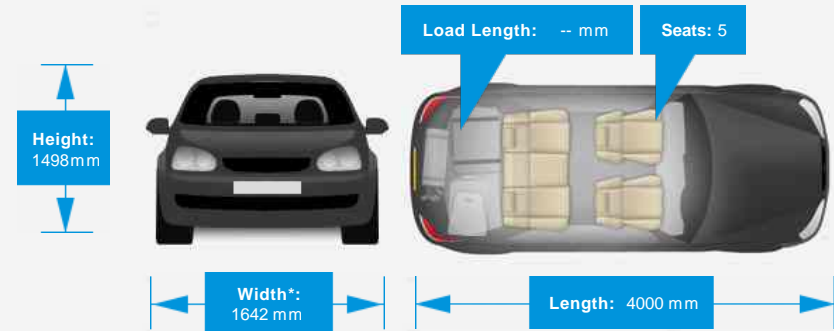 Load Length: -- mm
Seats: 5
Height:
1498mm
Width*:
1642 mm
Length: 4000 mm